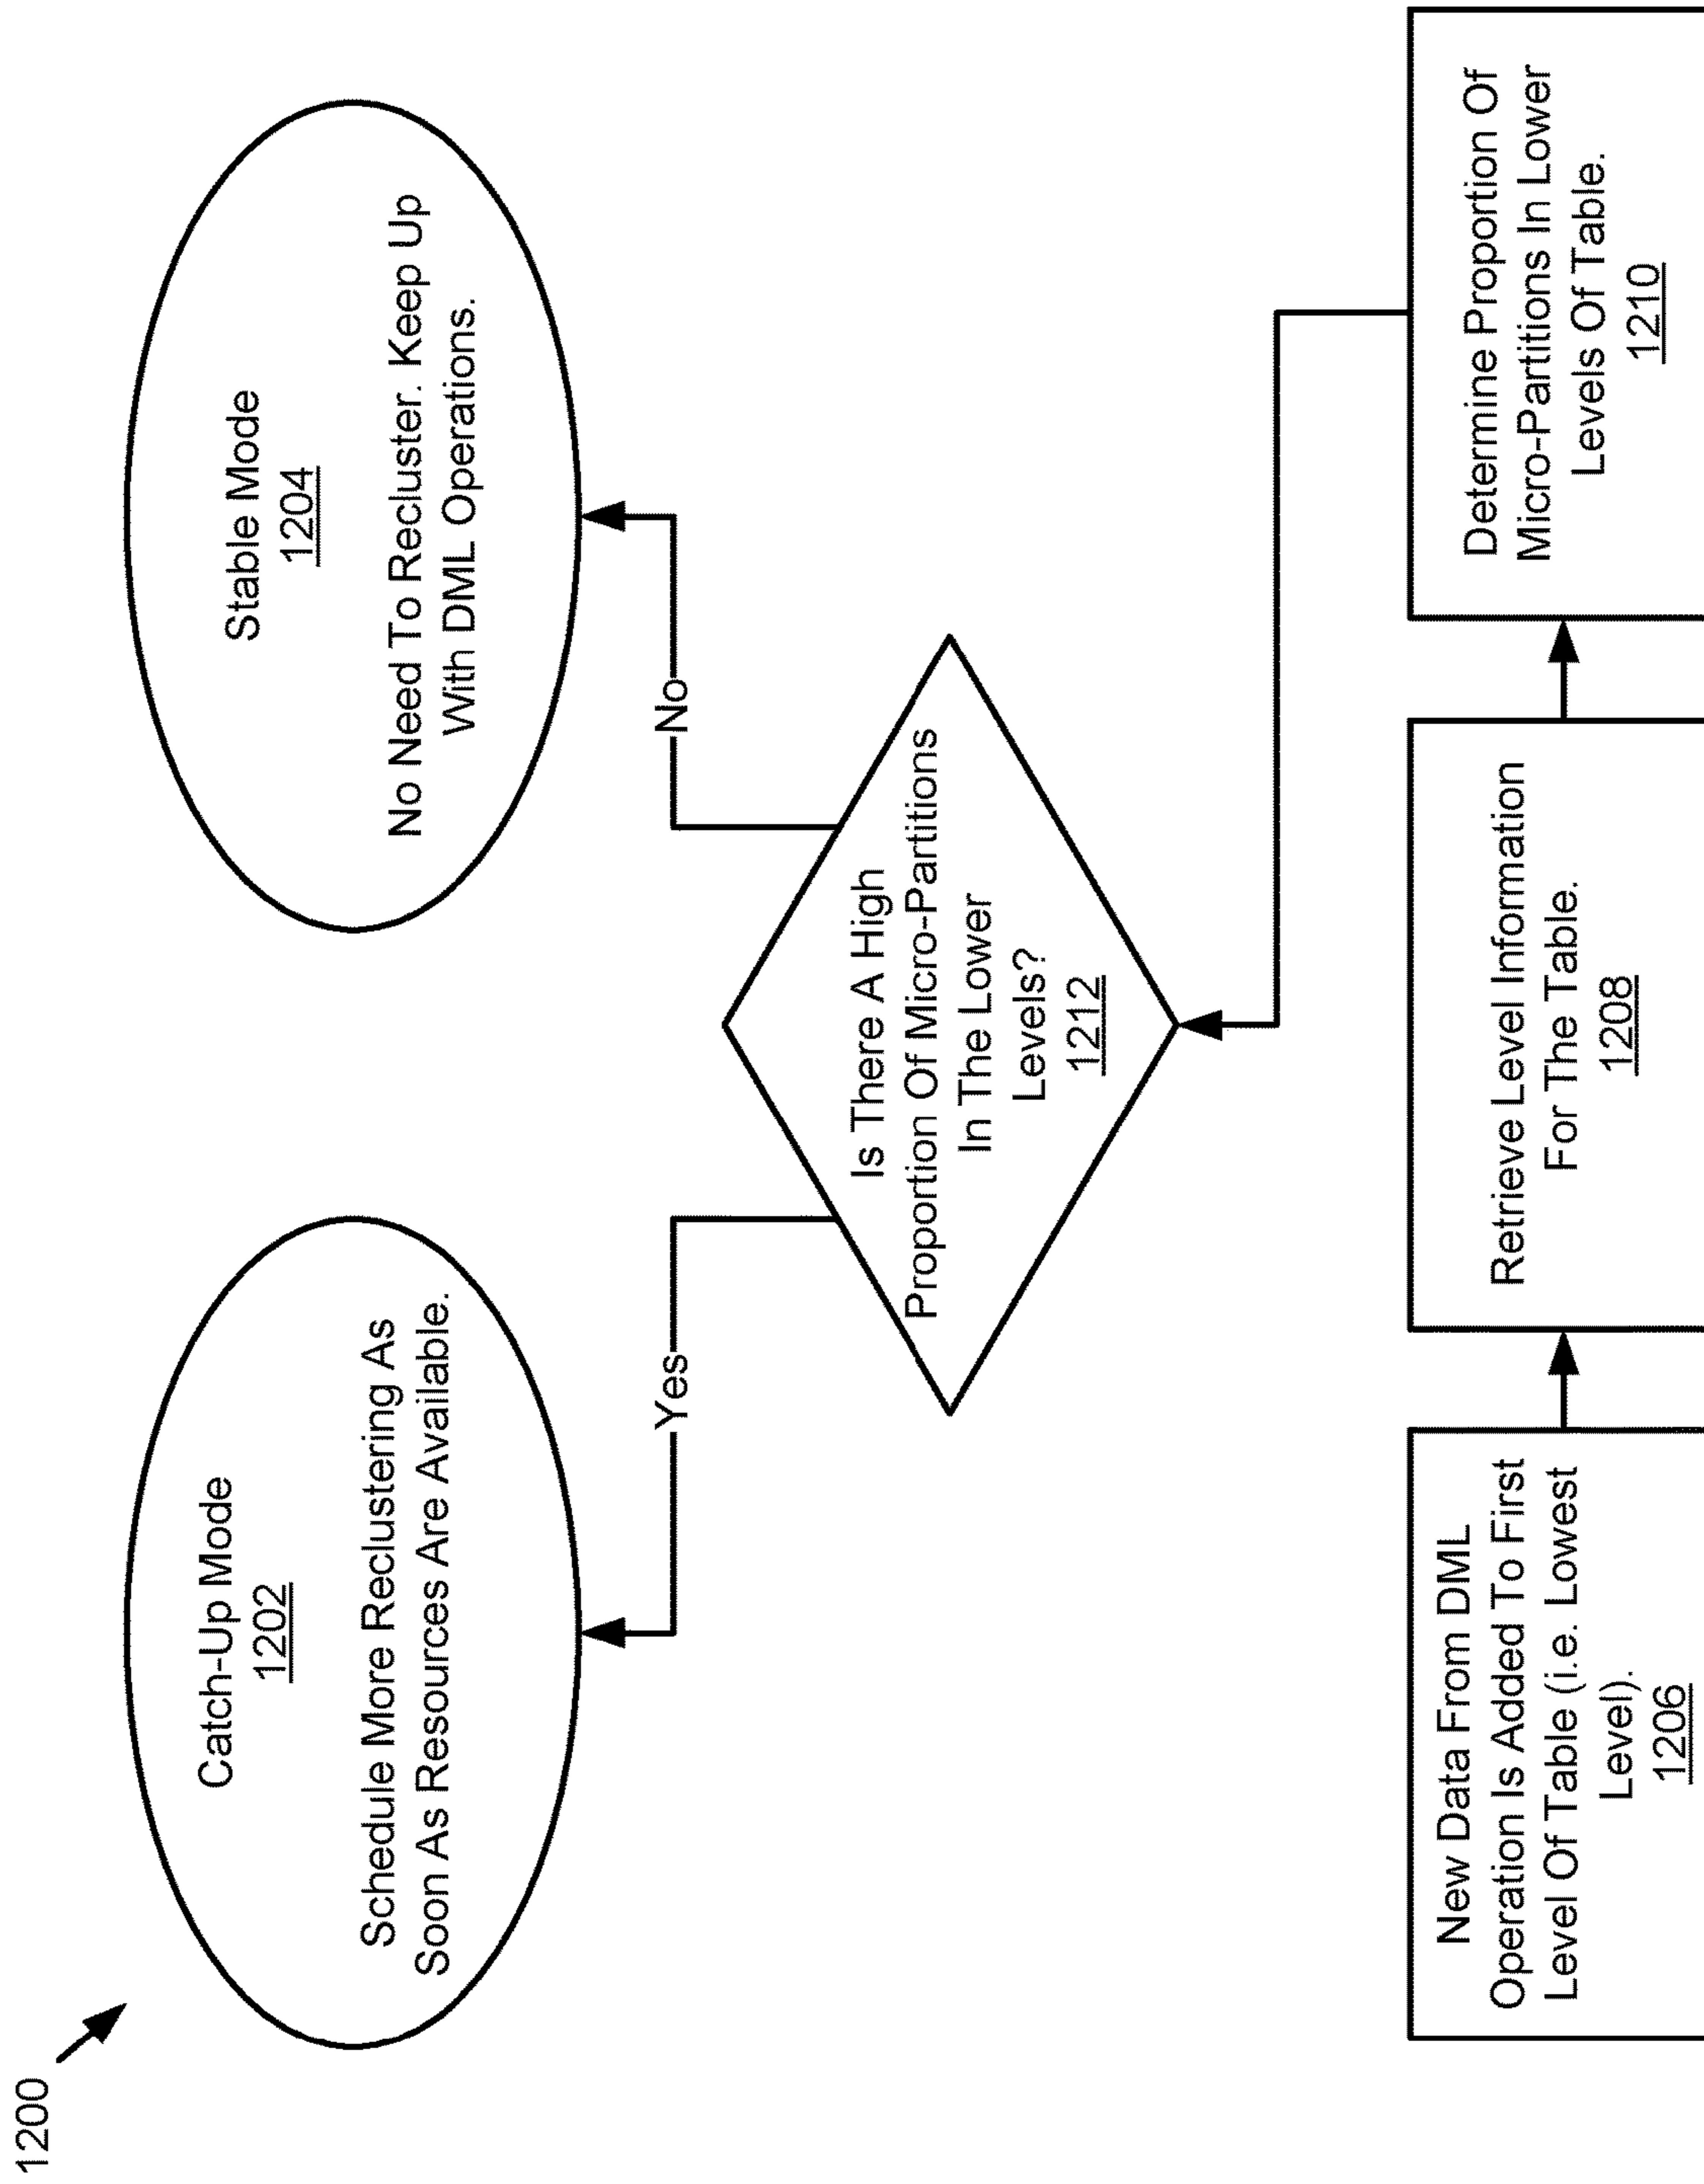 1200
Catch-Up Mode
1202
Schedule More Reclustering As
Soon As Resources Are Available.
Stable Mode
1204
No Need To Recluster. Keep Up
With DML Operations.
Yes
No
Is There A High
Proportion Of Micro-Partitions
In The Lower
Levels?
1212
New Data From DML
Operation Is Added To First
Level Of Table (i.e. Lowest
Level).
1206
Retrieve Level Information
For The Table.
1208
Determine Proportion Of
Micro-Partitions In Lower
Levels Of Table.
1210